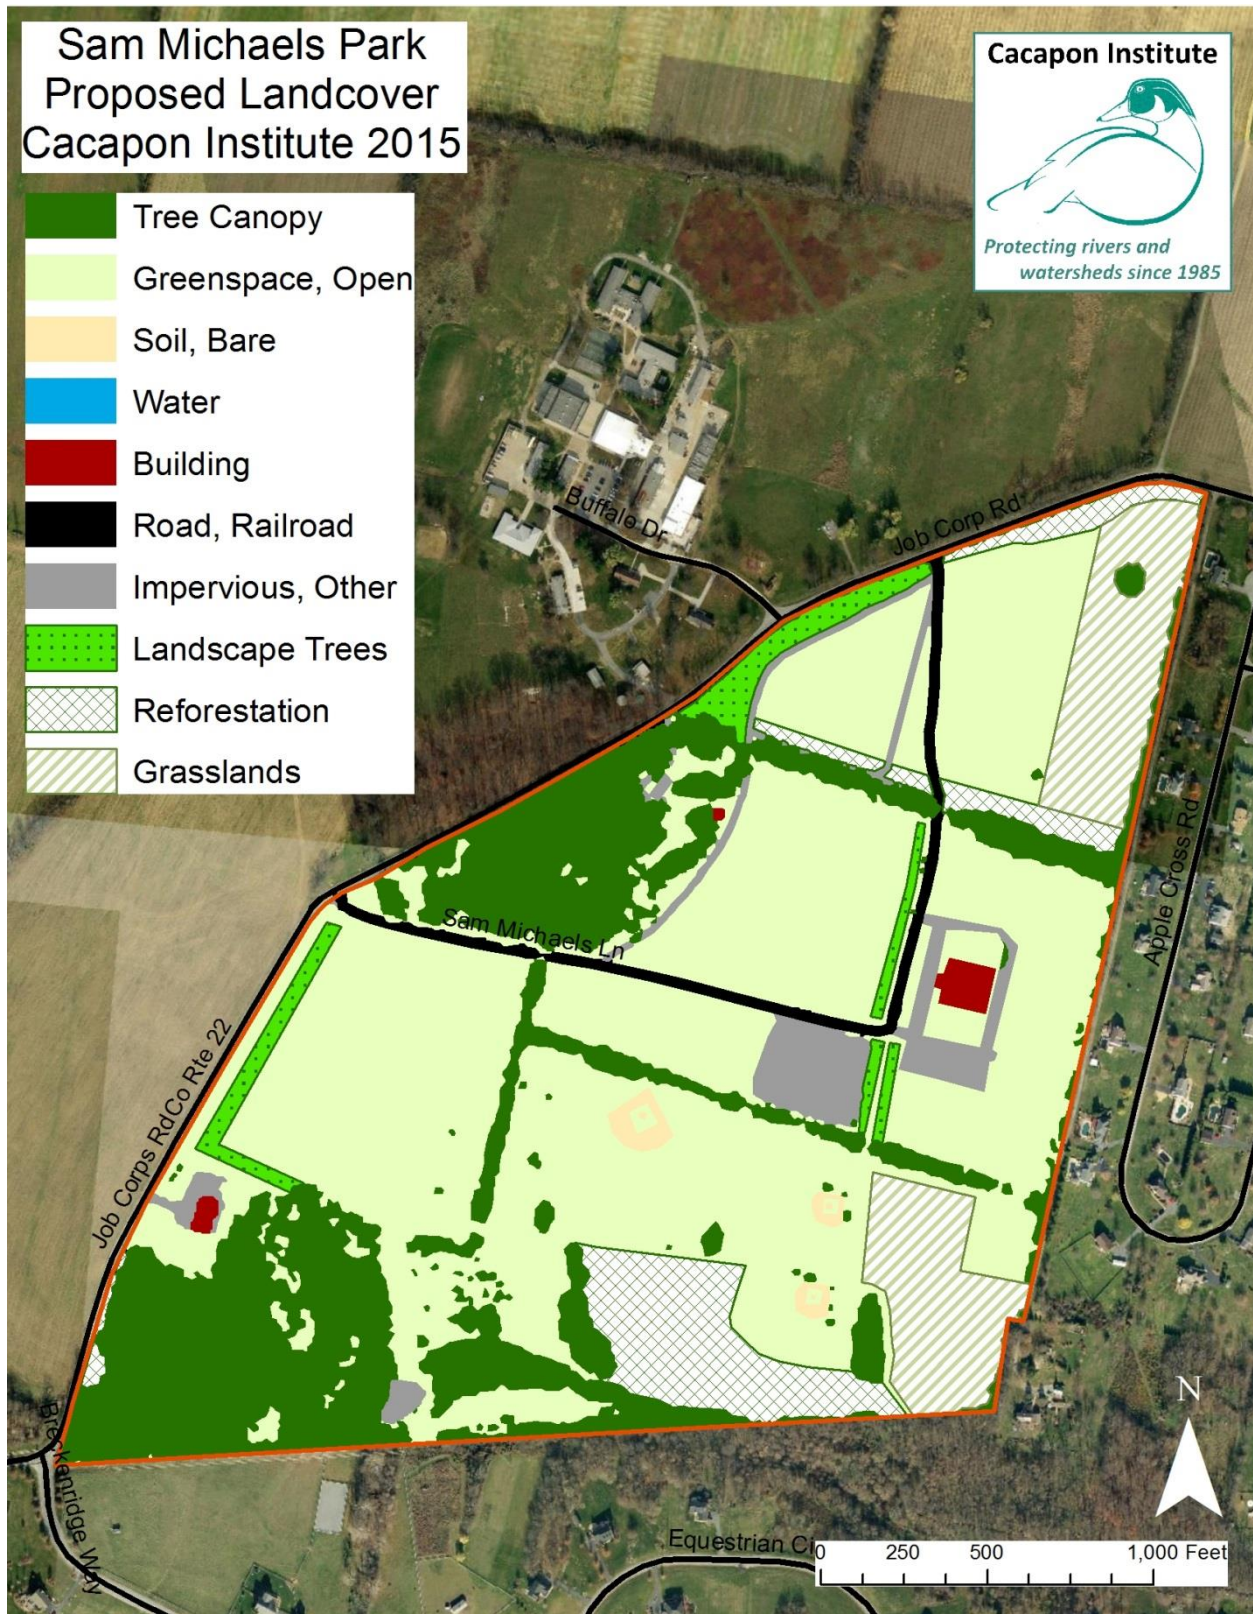 Sam Michaels Park
Proposed Landcover
Cacapon Institute 2015
Cacapon Institute
Protecting rivers and
watersheds since 1985
Tree Canopy
Greenspace, Open
Soil, Bare
Water
Building
Road, Railroad
Impervious, Other
Landscape Trees
Reforestation
Grasslands
Buffalo Dr
Job Corp Rd
Apple Cross Rd
Sam Michaels Ln
Job Corps RdCo Rte 22
Breckenridge Way
N
Equestrian Ci
0 250 500 1,000 Feet